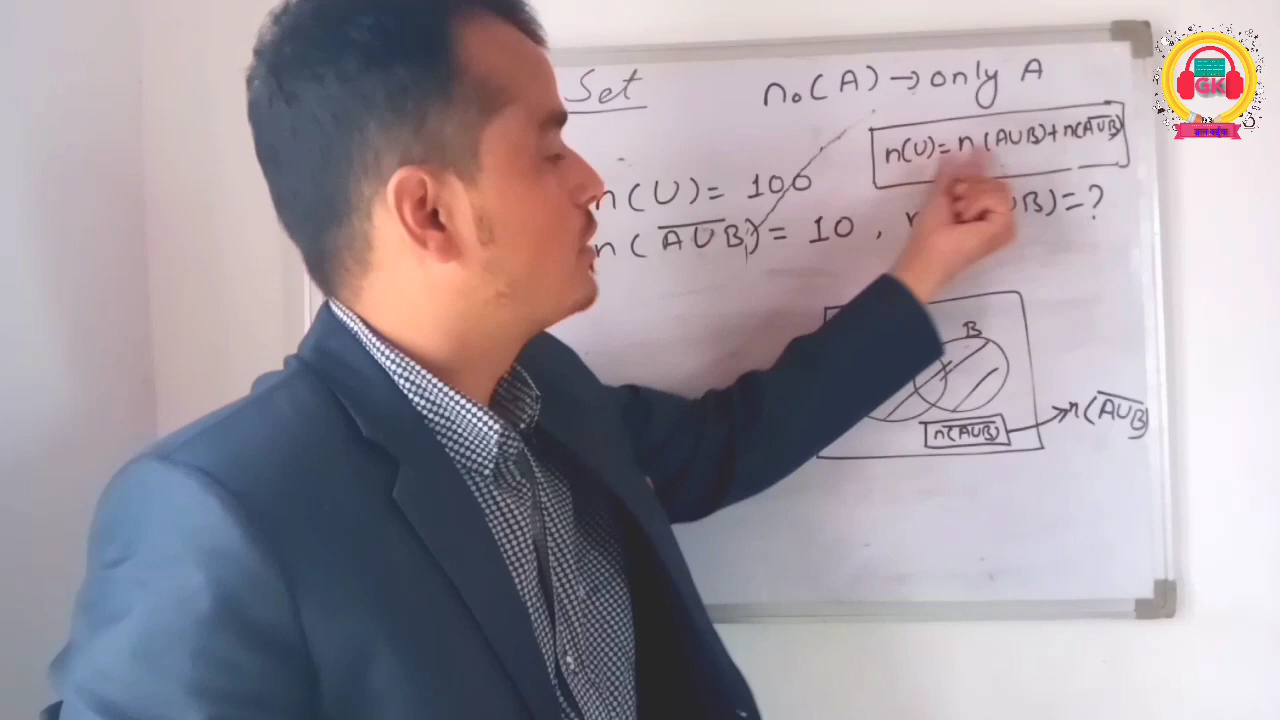 Set
n₀(A) → only A
n(U) = n(A∪B) + n(A̅∪̅B̅)
n(U) = 100
n(A̅∪̅B̅) = 10, ∪B) = ?
B
n(A∪B)
n(A̅∪̅B̅)
GK